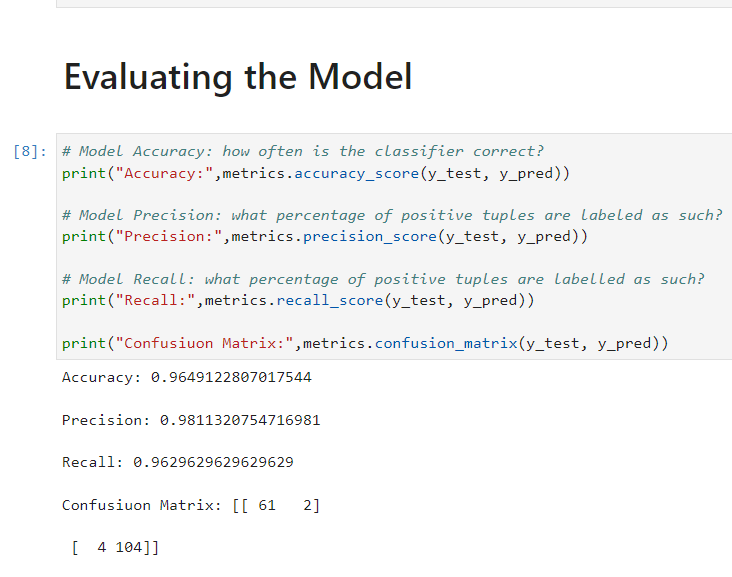 Evaluating the Model
[8]:
# Model Accuracy: how often is the classifier correct?
print("Accuracy:",metrics.accuracy_score(y_test, y_pred))
# Model Precision: what percentage of positive tuples are labeled as such?
print("Precision:",metrics.precision_score(y_test, y_pred))
# Model Recall: what percentage of positive tuples are labelled as such?
print("Recall:",metrics.recall_score(y_test, y_pred))
print("Confusiuon Matrix:",metrics.confusion_matrix(y_test, y_pred))
Accuracy: 0.9649122807017544
Precision: 0.9811320754716981
Recall: 0.9629629629629629
Confusiuon Matrix: [[ 61   2]
 [  4 104]]